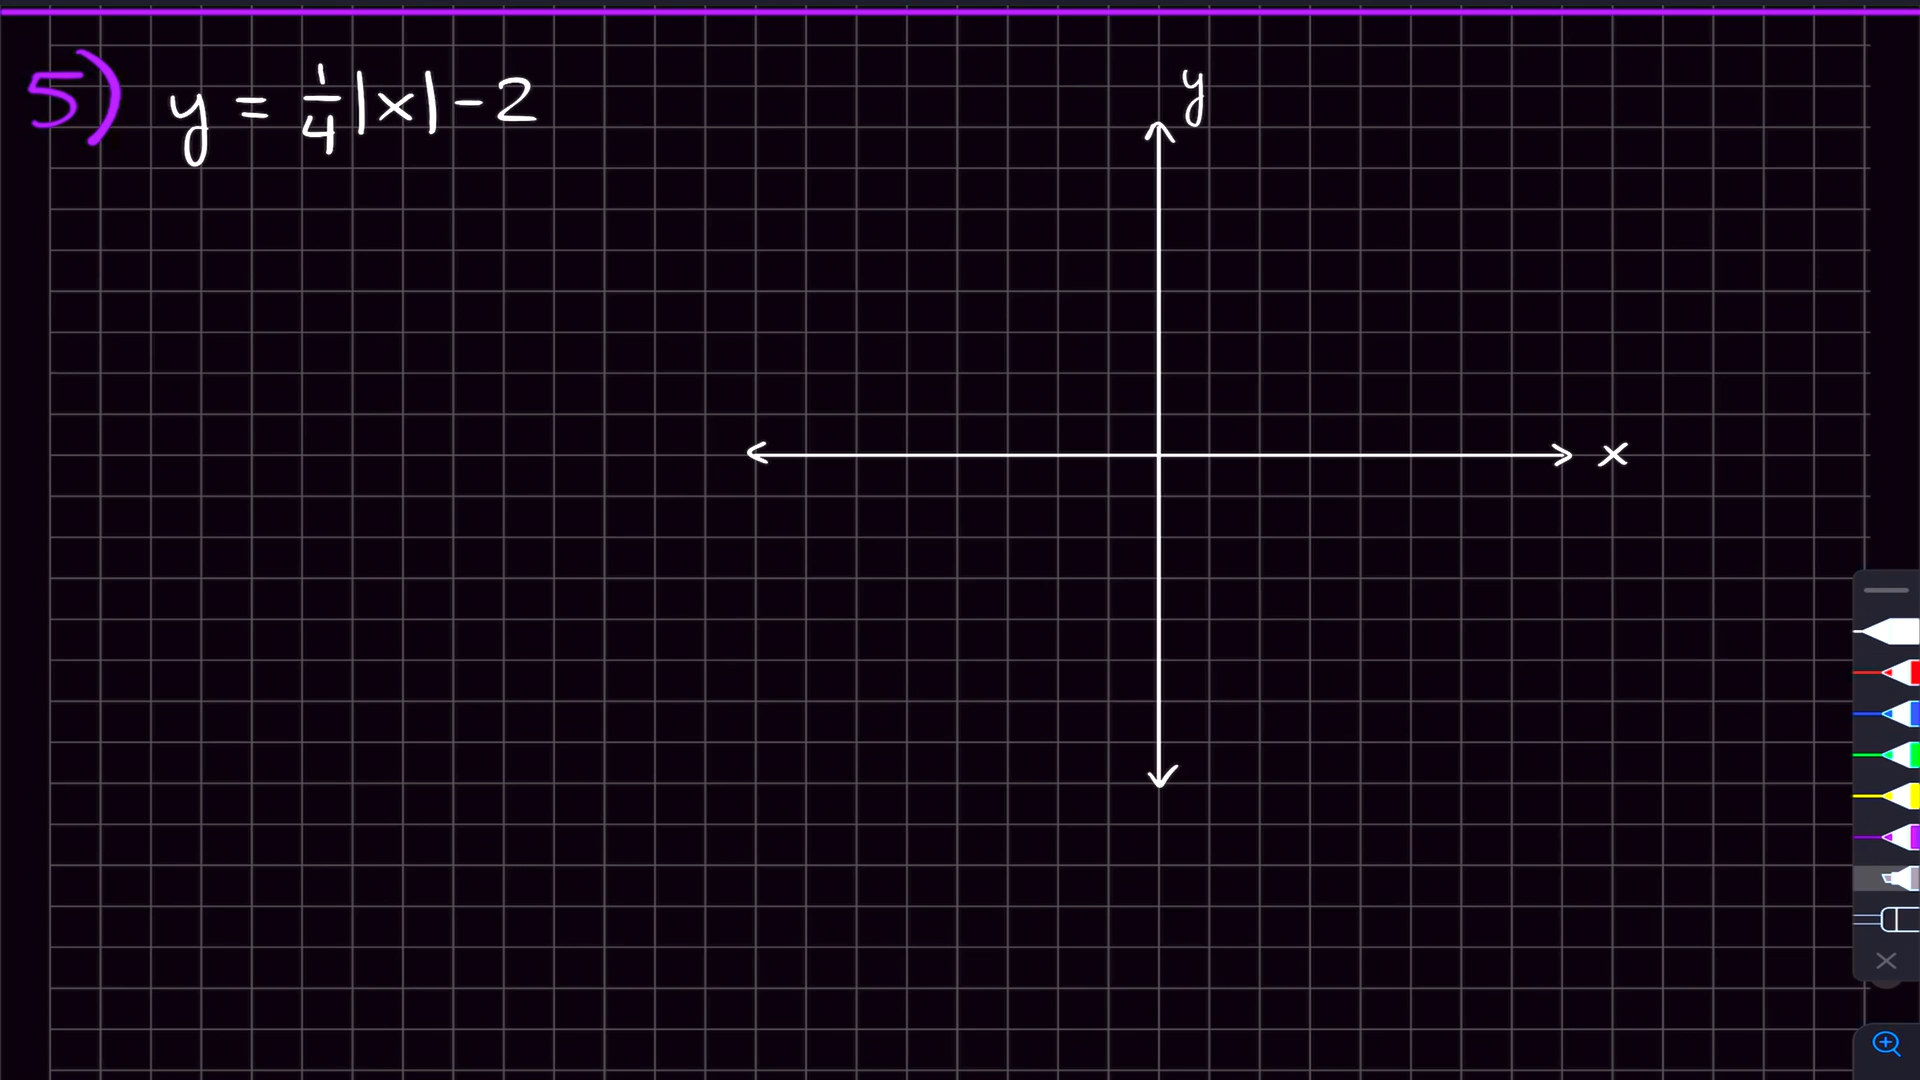 5) y = 1/4|x| - 2
y
x